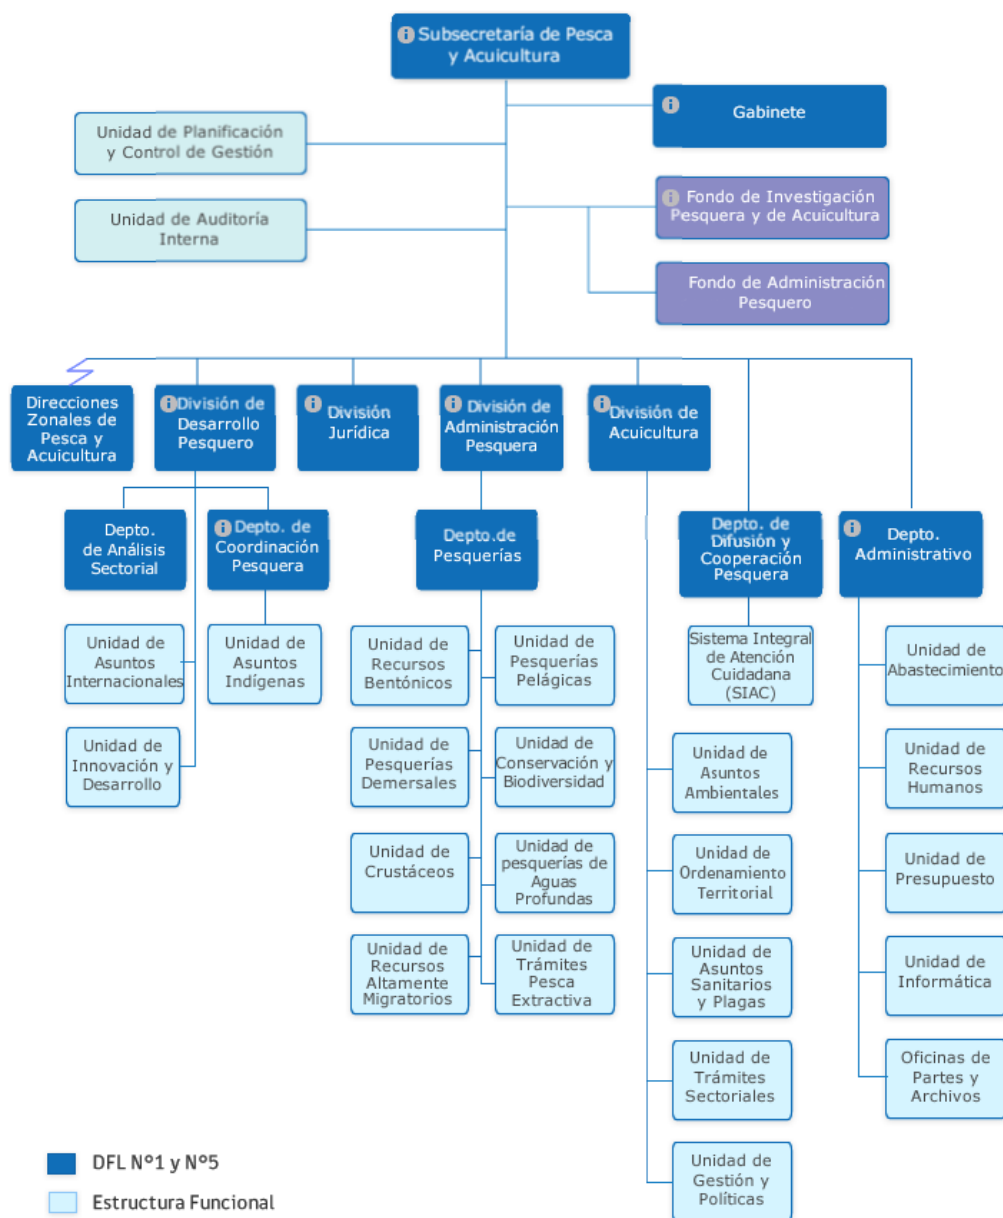 Subsecretaría de Pesca
y Acuicultura
Gabinete
Unidad de Planificación
y Control de Gestión
Fondo de Investigación
Pesquera y de Acuicultura
Unidad de Auditoría
Interna
Fondo de Administración
Pesquero
Direcciones
Zonales de
Pesca y
Acuicultura
División de
Desarrollo
Pesquero
División
Jurídica
División de
Administración
Pesquera
División de
Acuicultura
Depto.
de Análisis
Sectorial
Depto. de
Coordinación
Pesquera
Depto.de
Pesquerías
Depto. de
Difusión y
Cooperación
Pesquera
Depto.
Administrativo
Unidad de
Asuntos
Internacionales
Unidad de
Asuntos
Indígenas
Unidad de
Recursos
Bentónicos
Unidad de
Pesquerías
Pelágicas
Sistema Integral
de Atención
Cuidadana
(SIAC)
Unidad de
Abastecimiento
Unidad de
Innovación y
Desarrollo
Unidad de
Pesquerías
Demersales
Unidad de
Conservación y
Biodiversidad
Unidad de
Asuntos
Ambientales
Unidad de
Recursos
Humanos
Unidad de
Crustáceos
Unidad de
pesquerías de
Aguas
Profundas
Unidad de
Ordenamiento
Territorial
Unidad de
Presupuesto
Unidad de
Recursos
Altamente
Migratorios
Unidad de
Trámites
Pesca
Extractiva
Unidad de
Asuntos
Sanitarios
y Plagas
Unidad de
Informática
Unidad de
Trámites
Sectoriales
Oficinas de
Partes y
Archivos
Unidad de
Gestión y
Políticas
DFL Nº1 y Nº5
Estructura Funcional